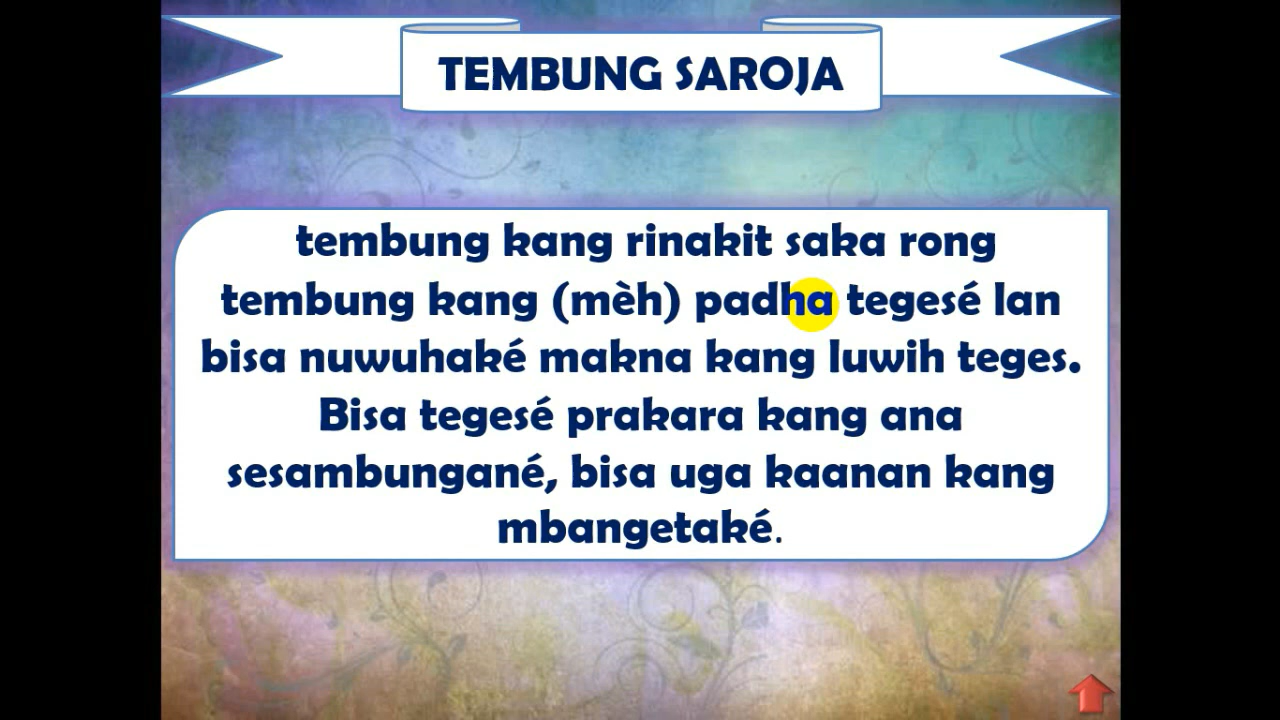 TEMBUNG SAROJA
tembung kang rinakit saka rong
tembung kang (mèh) padha tegesé lan
bisa nuwuhaké makna kang luwih teges.
Bisa tegesé prakara kang ana
sesambungané, bisa uga kaanan kang
mbangetaké.